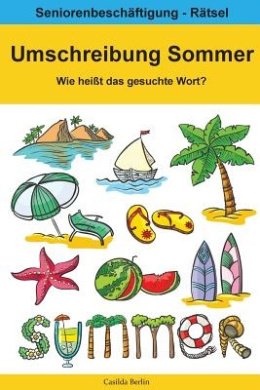 Seniorenbeschäftigung - Rätsel
Umschreibung Sommer
Wie heißt das gesuchte Wort?
SUMMER
Casilda Berlin